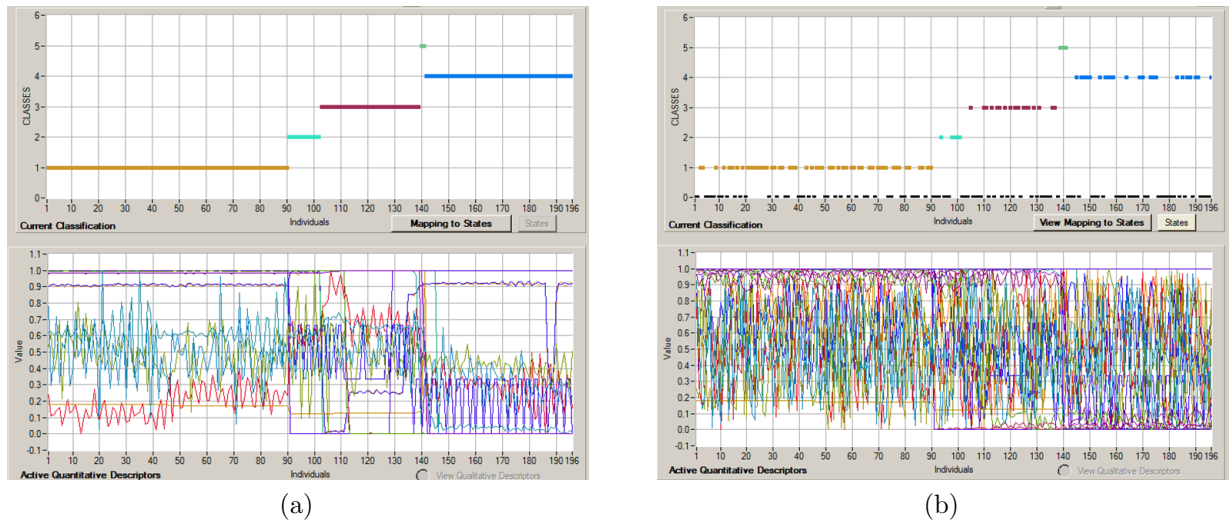 6-
5-
4-
3-
2-
1-
0-
CLASSES
1 10 20 30 40 50 60 70 80 90 100 110 120 130 140 150 160 170 180 190 196
Individuals
Current Classification
Mapping to States
States
1.1-
1.0-
0.9-
0.8-
0.7-
0.6-
0.5-
0.4-
0.3-
0.2-
0.1-
0.0-
-0.1-
Value
1 10 20 30 40 50 60 70 80 90 100 110 120 130 140 150 160 170 180 190 196
Individuals
Active Quantitative Descriptors
View Qualitative Descriptors
(a)
6-
5-
4-
3-
2-
1-
0-
CLASSES
1 10 20 30 40 50 60 70 80 90 100 110 120 130 140 150 160 170 180 190 196
Individuals
Current Classification
View Mapping to States
States
1.1-
1.0-
0.9-
0.8-
0.7-
0.6-
0.5-
0.4-
0.3-
0.2-
0.1-
0.0-
-0.1-
Value
1 10 20 30 40 50 60 70 80 90 100 110 120 130 140 150 160 170 180 190 196
Individuals
Active Quantitative Descriptors
View Qualitative Descriptors
(b)